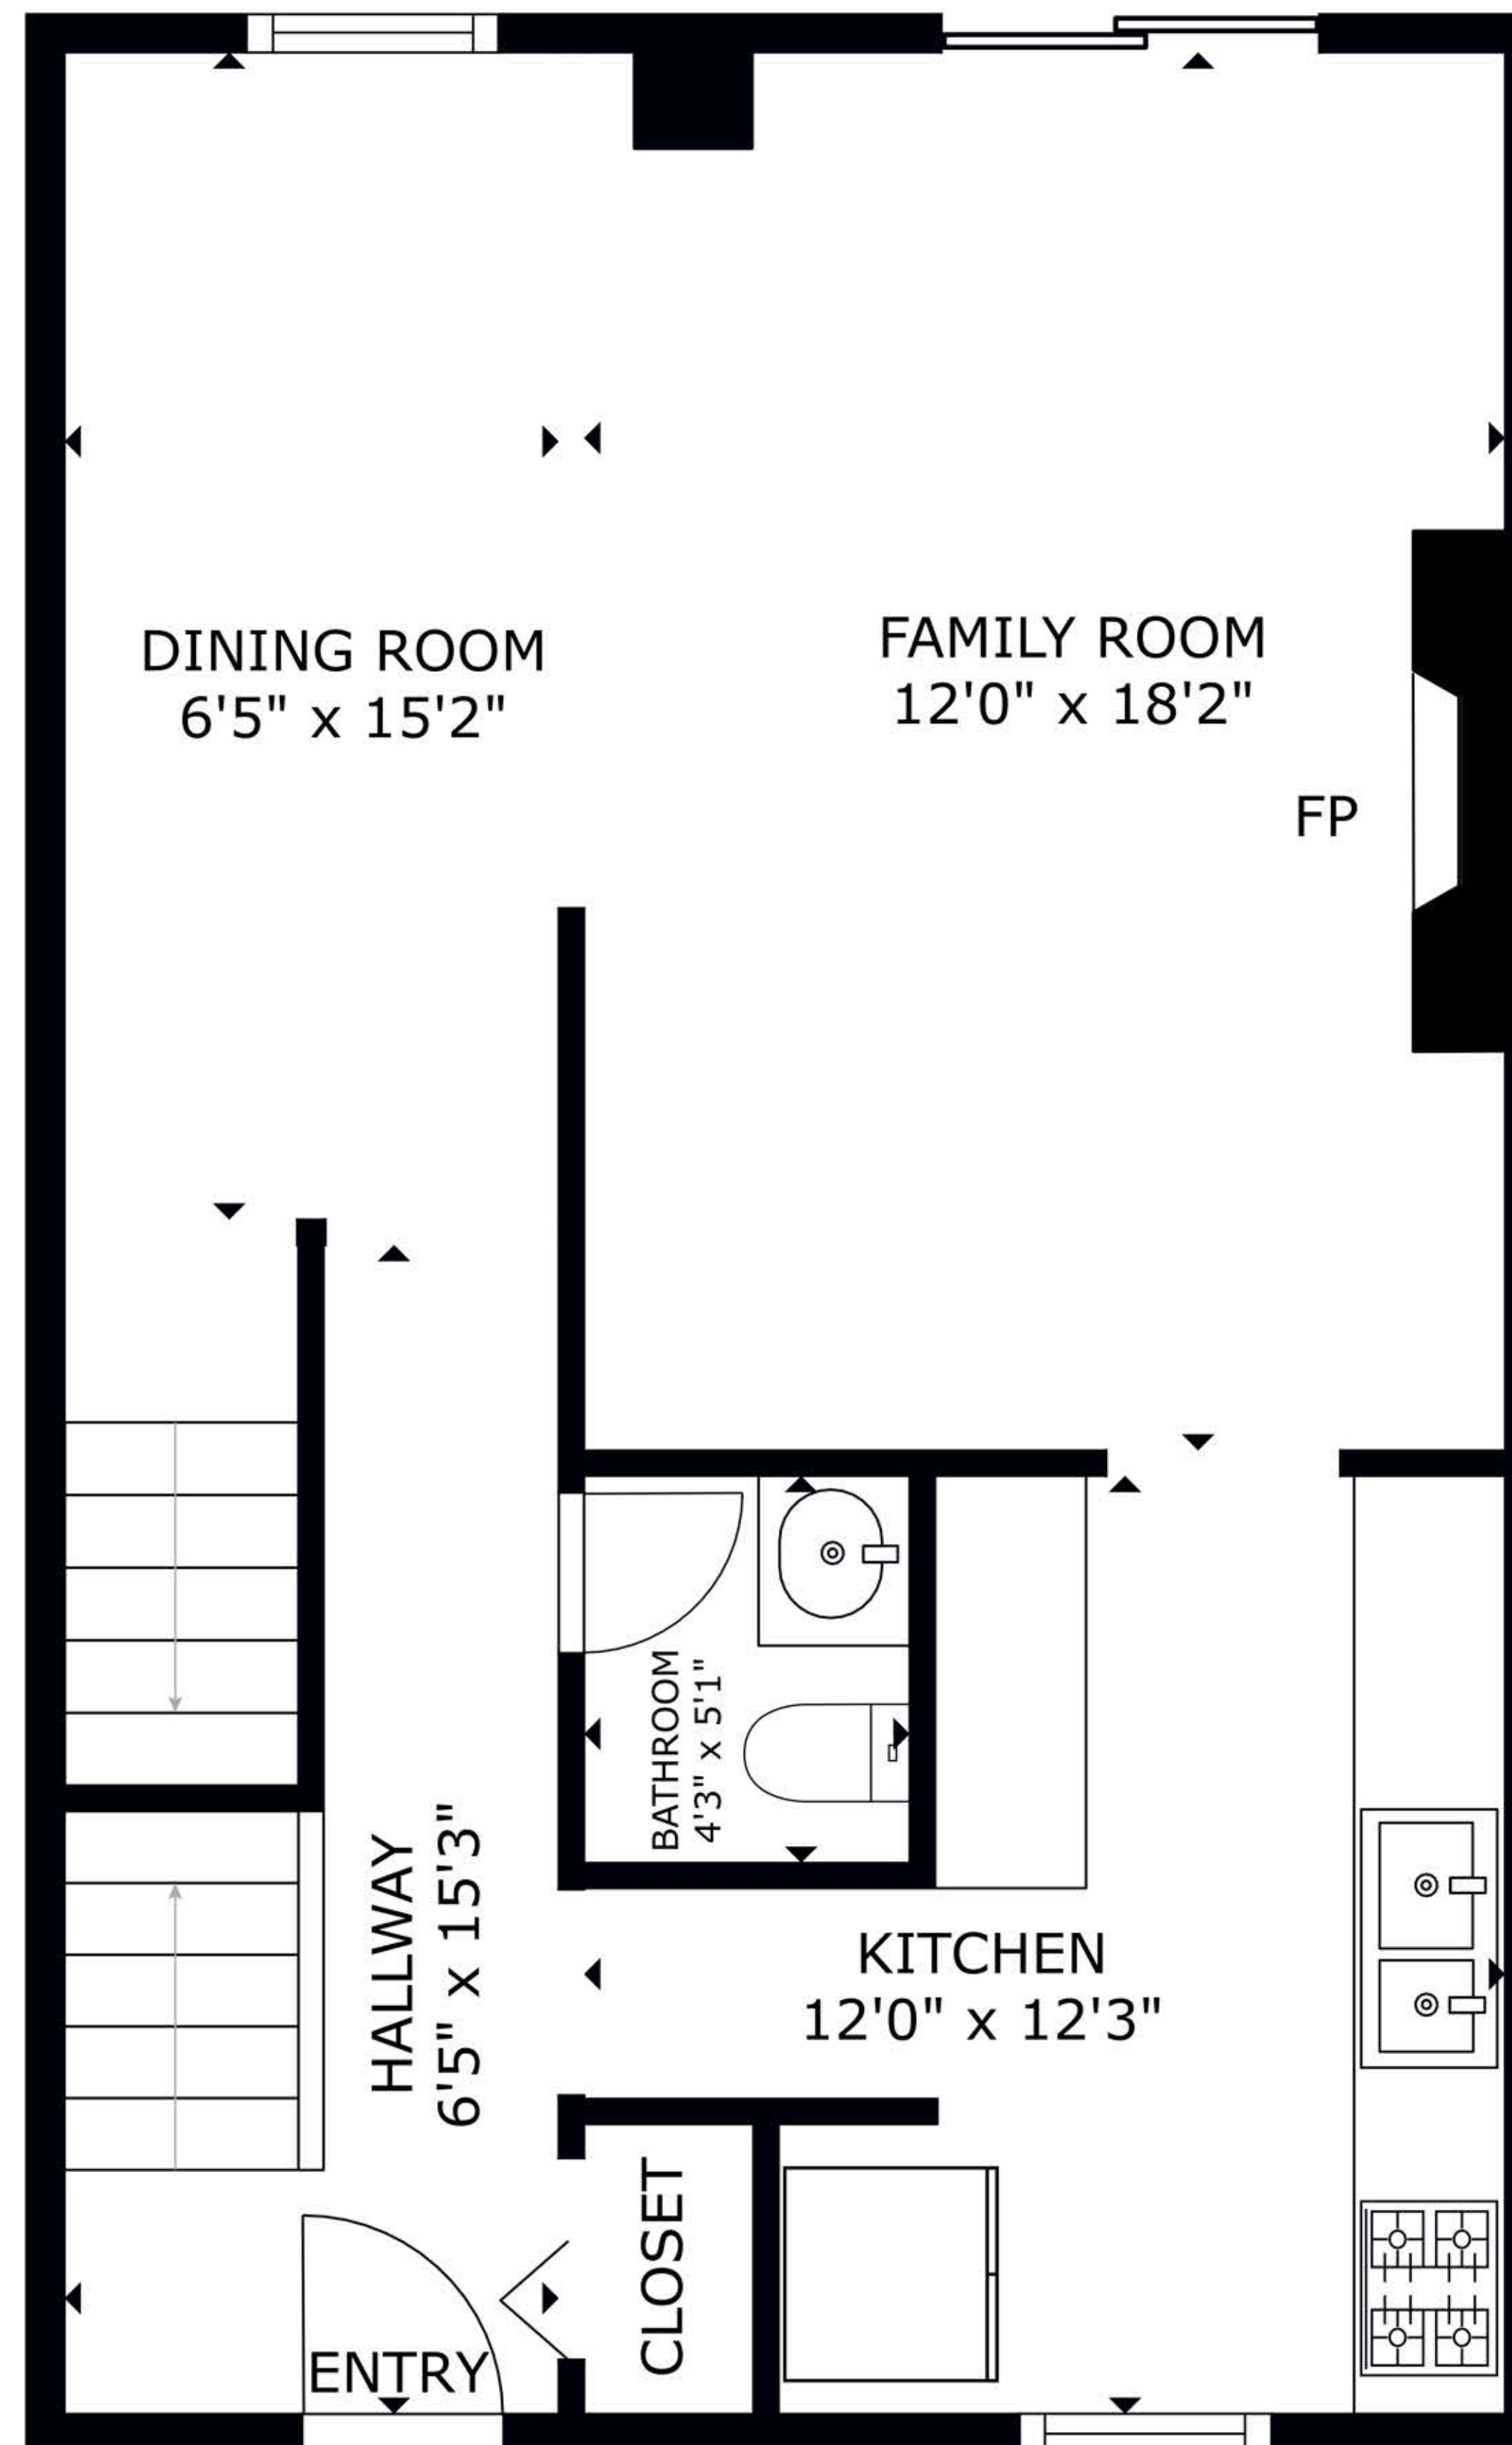 DINING ROOM
6'5" x 15'2"
FAMILY ROOM
12'0" x 18'2"
FP
BATHROOM
4'3" x 5'1"
HALLWAY
6'5" x 15'3"
KITCHEN
12'0" x 12'3"
CLOSET
ENTRY